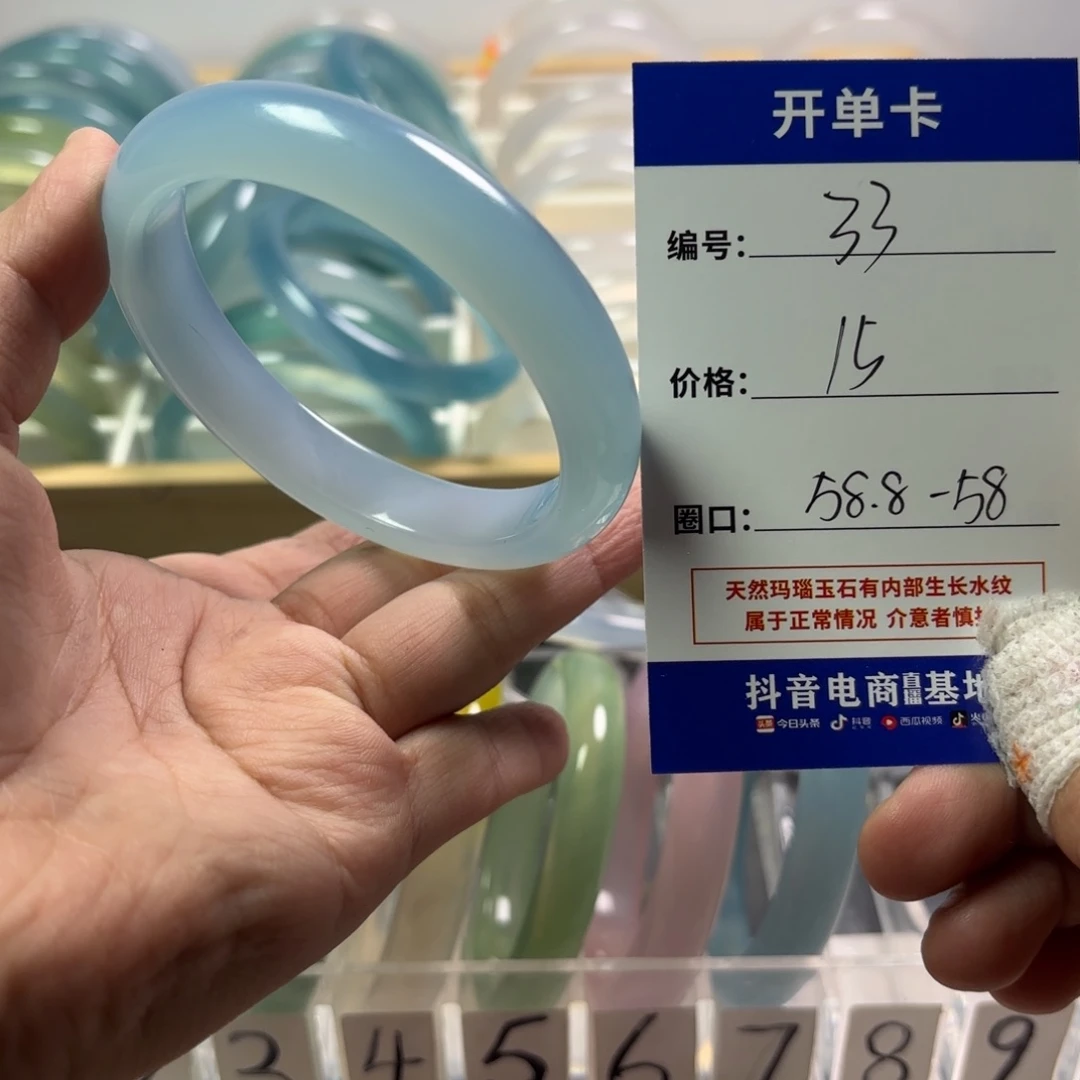 开单卡
编号: 33
价格: 15
圈口: 58.8-58
天然玛瑙玉石有内部生长水纹
属于正常情况 介意者慎
抖音电商直播基地
今日头条 抖音 西瓜视频
3 4 5 6 7 8 9